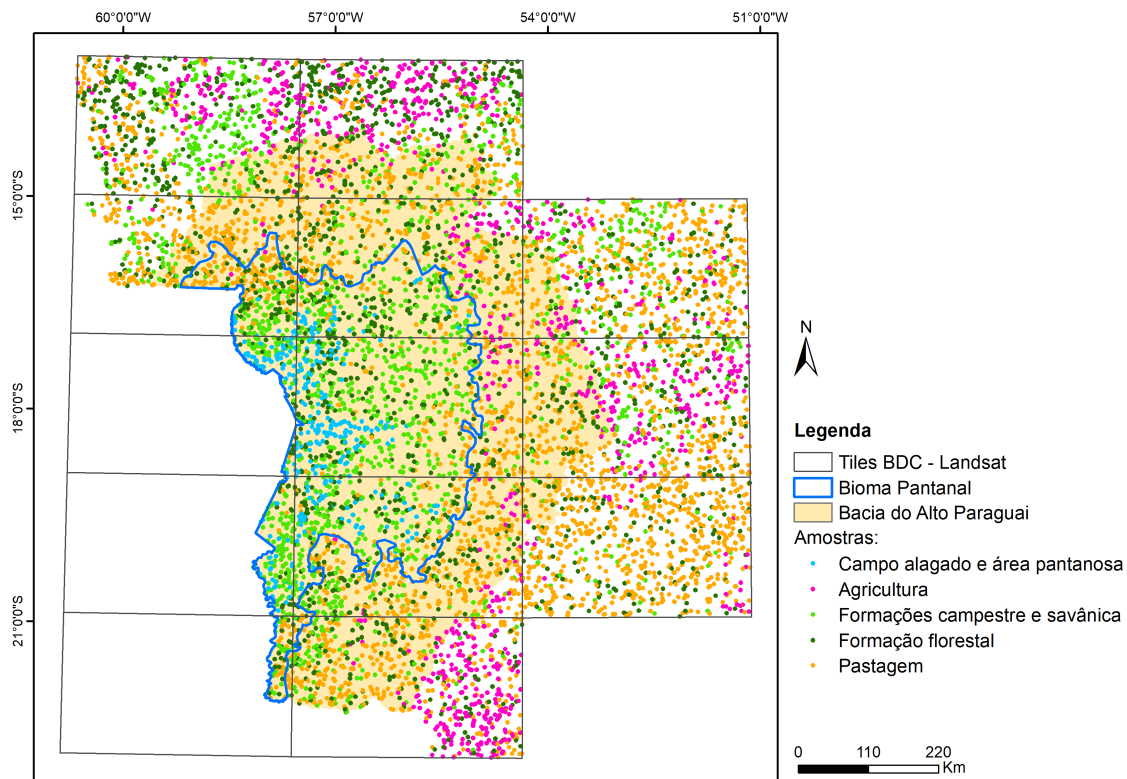 60°0'0"W 57°0'0"W 54°0'0"W 51°0'0"W
15°0'0"S
18°0'0"S
21°0'0"S
N
Legenda
Tiles BDC - Landsat
Bioma Pantanal
Bacia do Alto Paraguai
Amostras:
Campo alagado e área pantanosa
Agricultura
Formações campestre e savânica
Formação florestal
Pastagem
0 110 220
Km